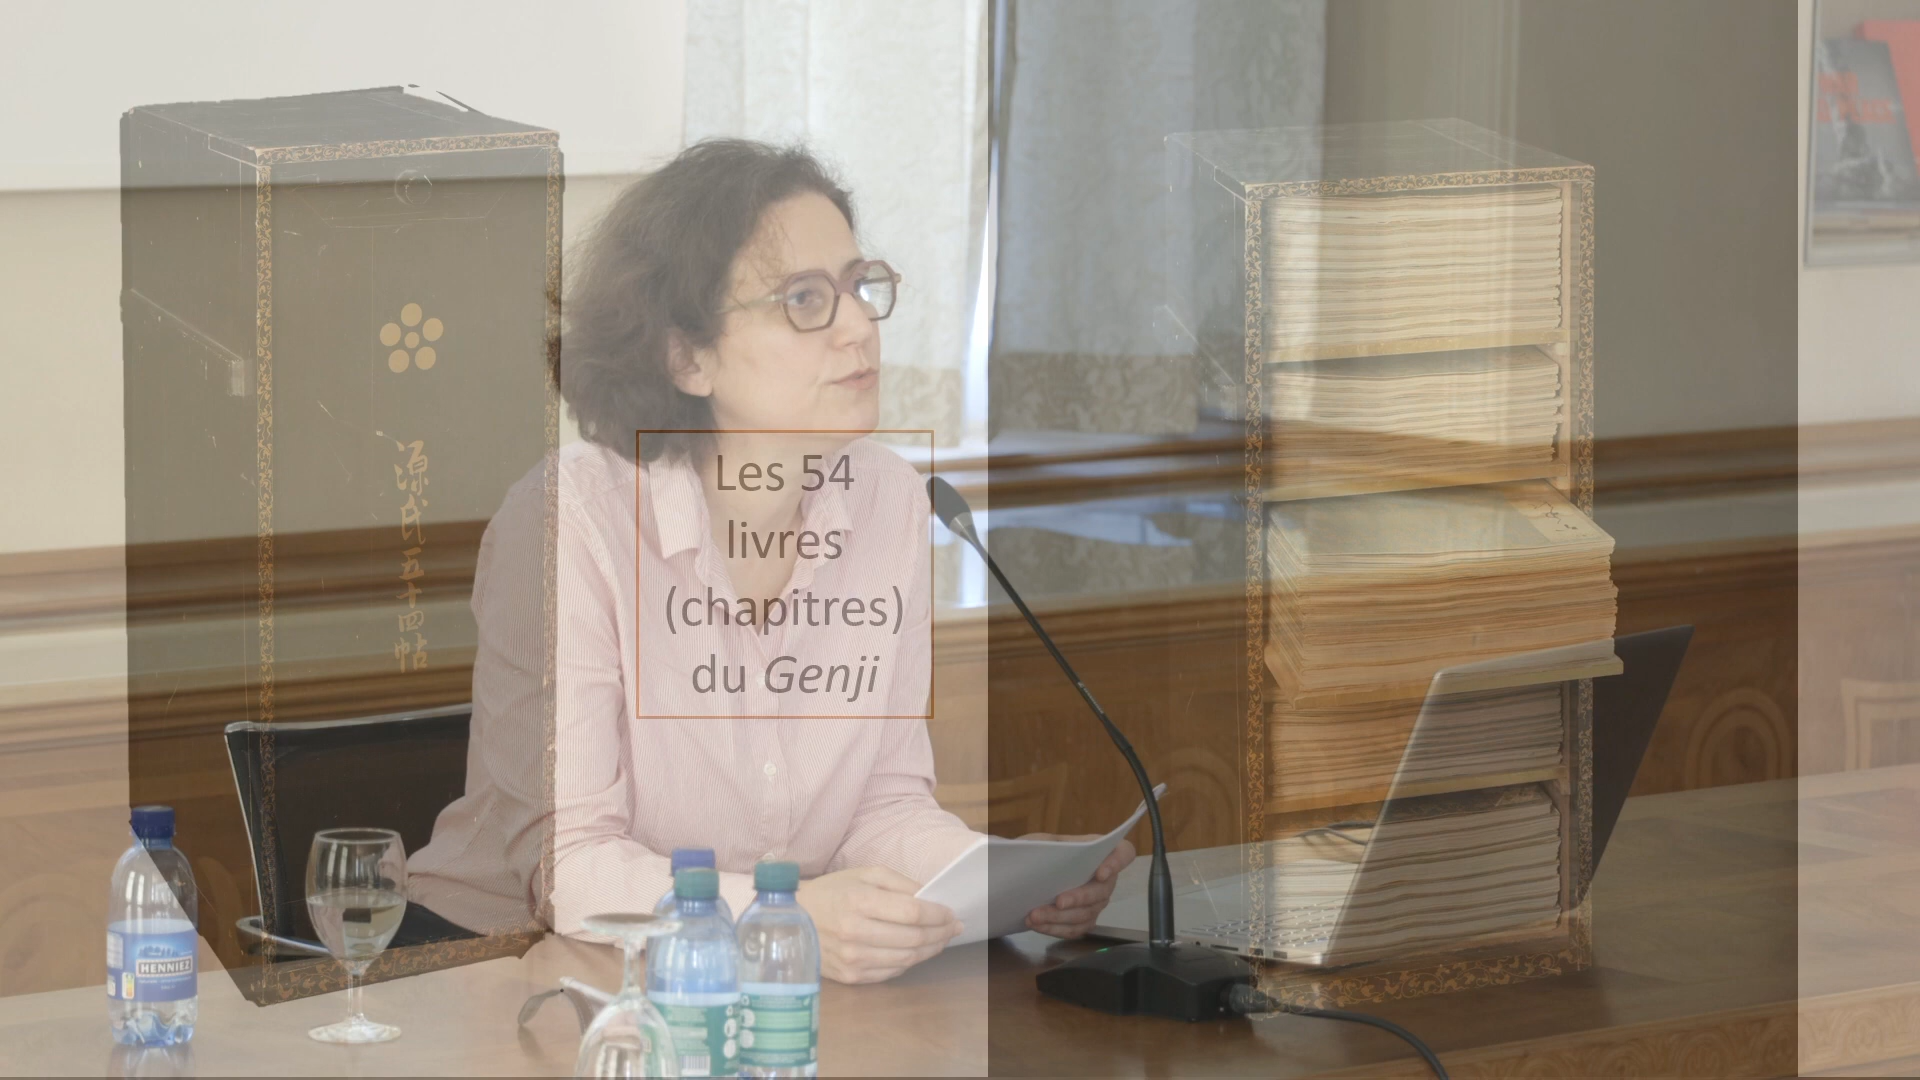 源氏五十四帖
Les 54
livres
(chapitres)
du Genji
HENNIEZ